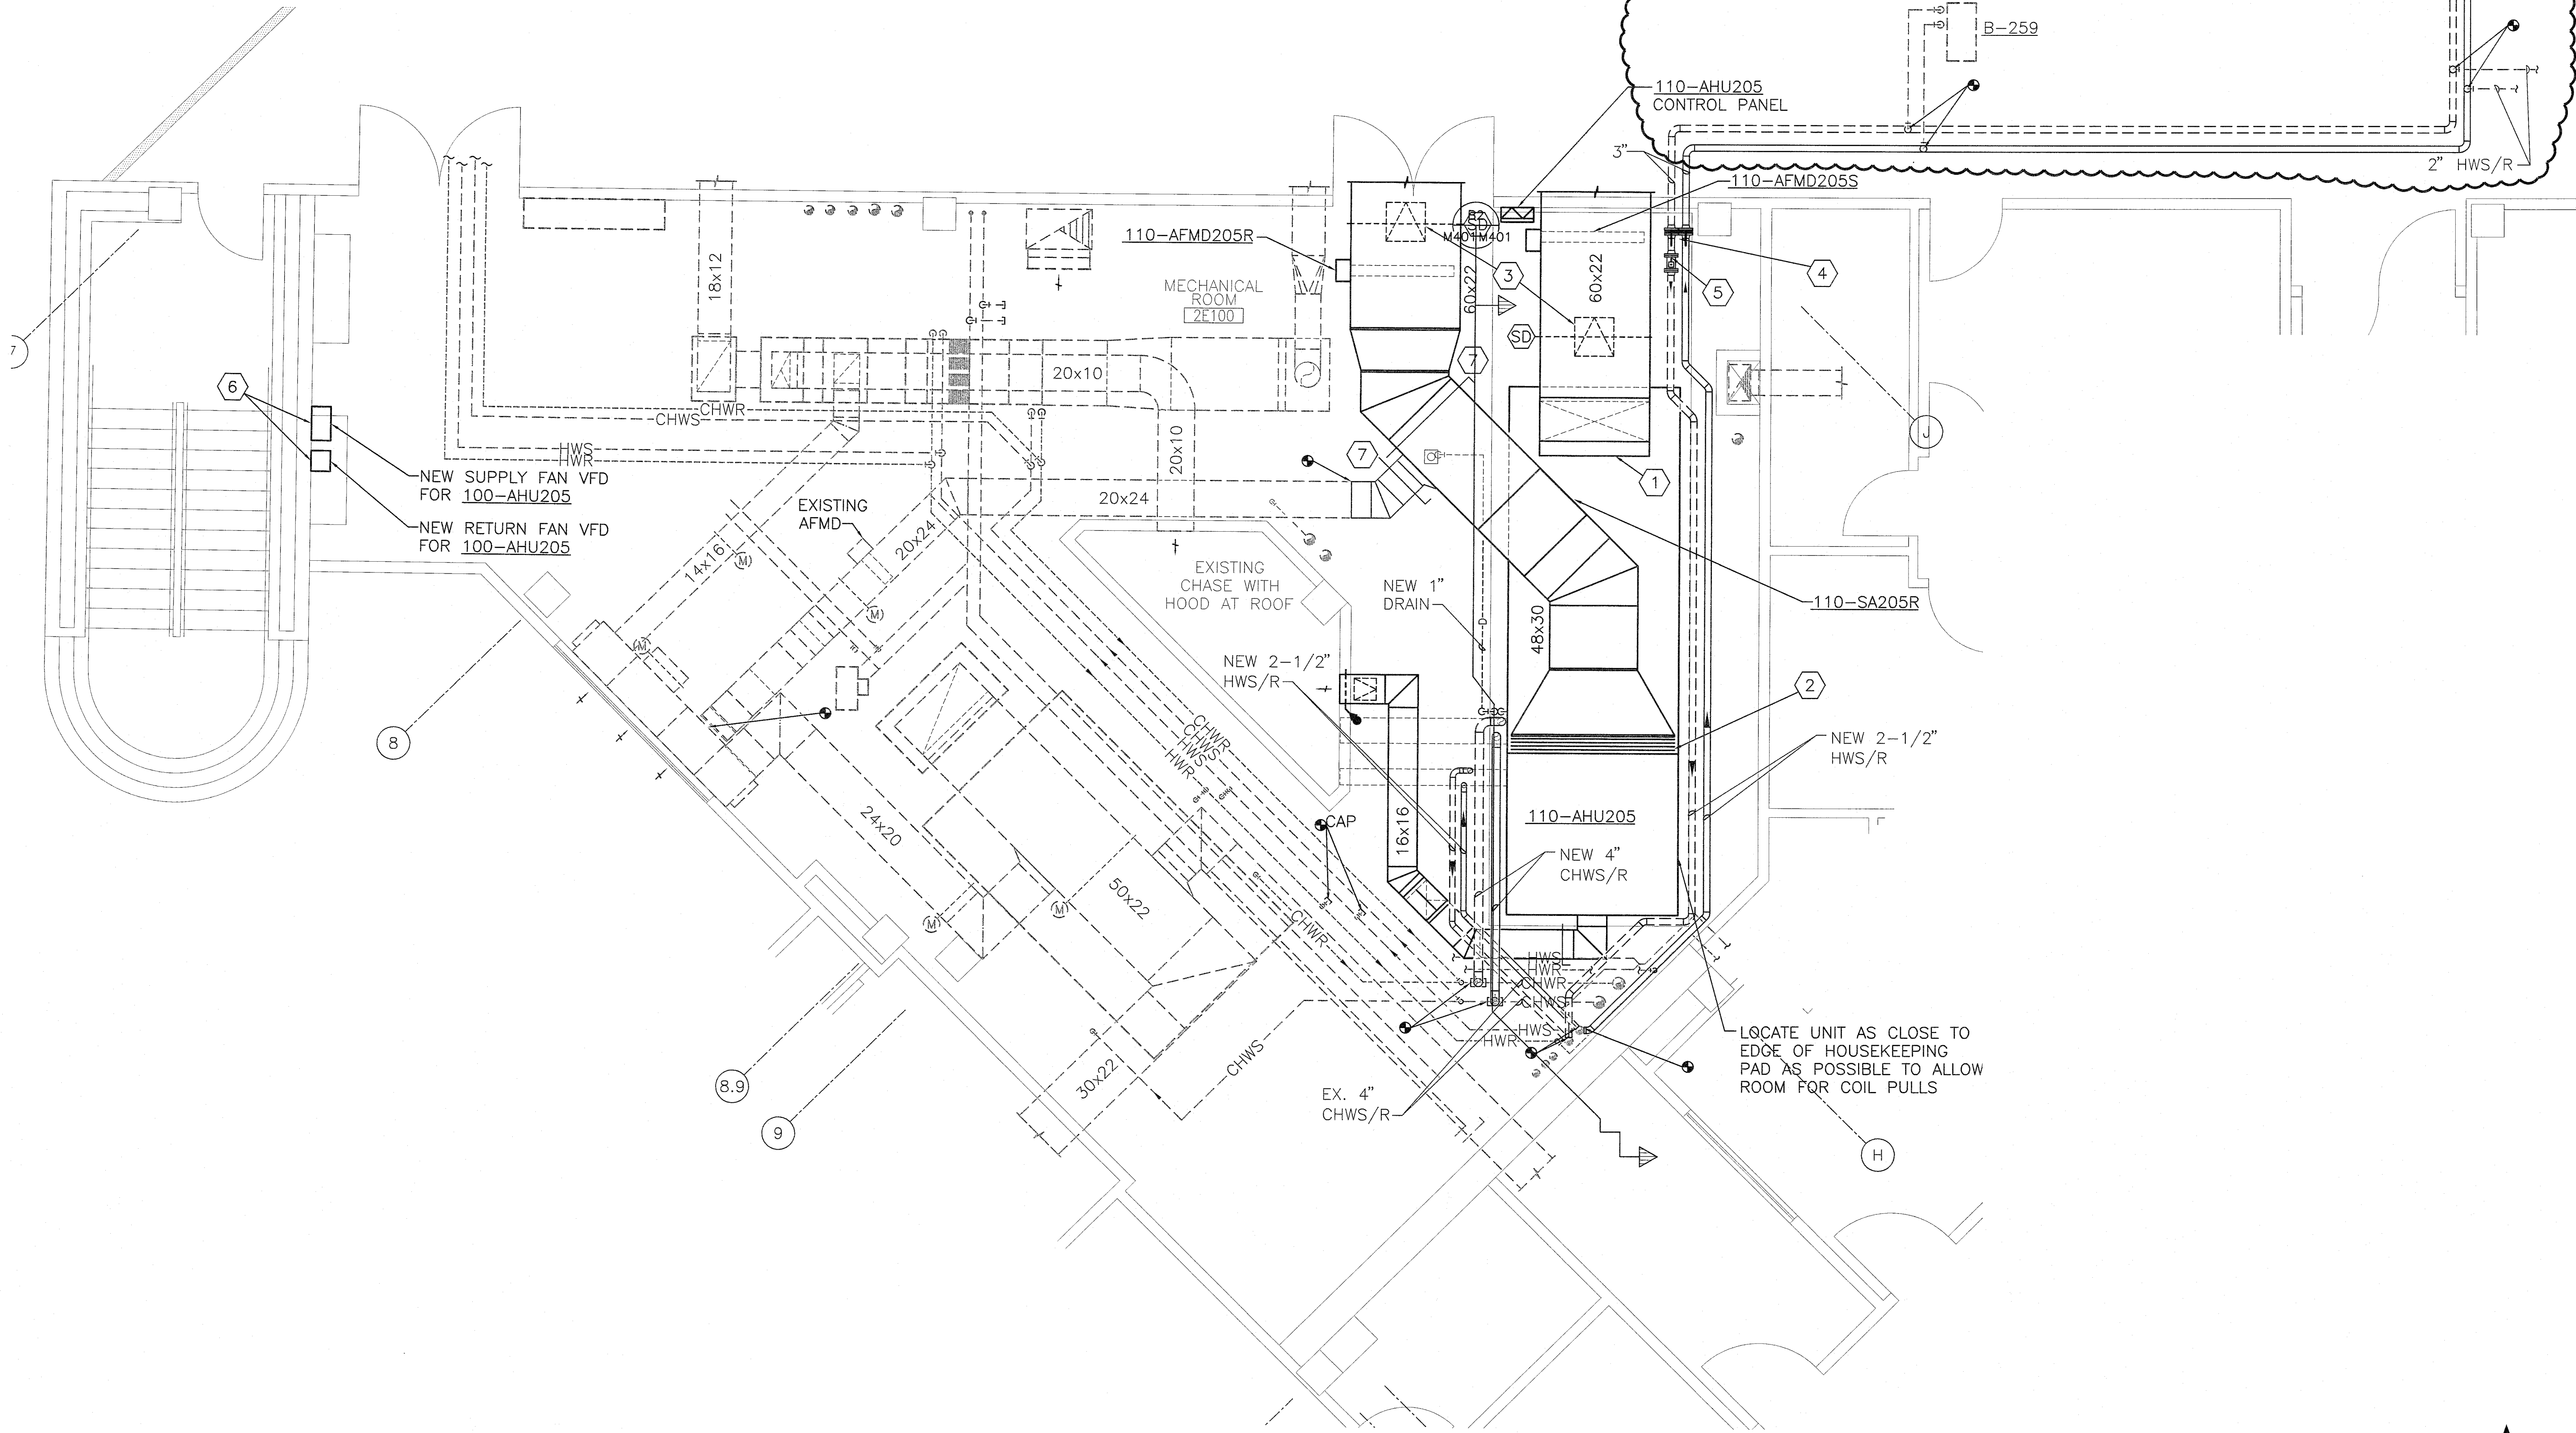 B-259
110-AHU205
CONTROL PANEL
3"
2" HWS/R
110-AFMD205S
110-AFMD205R
B2
SD
M401 M401
MECHANICAL
ROOM
2E100
18x12
60x22
60x22
3
4
5
SD
7
7
20x10
20x10
7
6
CHWR
CHWS
HWS
HWR
J
1
NEW SUPPLY FAN VFD
FOR 100-AHU205
NEW RETURN FAN VFD
FOR 100-AHU205
EXISTING
AFMD
20x24
20x24
14x16
M
M
M
EXISTING
CHASE WITH
HOOD AT ROOF
NEW 1"
DRAIN
D
48x30
110-SA205R
NEW 2-1/2"
HWS/R
2
8
CHWR
CHWS
HWS
HWR
NEW 2-1/2"
HWS/R
24x20
CAP
16x16
110-AHU205
NEW 4"
CHWS/R
50x22
M
M
CHWR
HWS
HWR
CHWR
CHWS
HWS
HWR
CHWS
30x22
8.9
9
EX. 4"
CHWS/R
LOCATE UNIT AS CLOSE TO
EDGE OF HOUSEKEEPING
PAD AS POSSIBLE TO ALLOW
ROOM FOR COIL PULLS
H